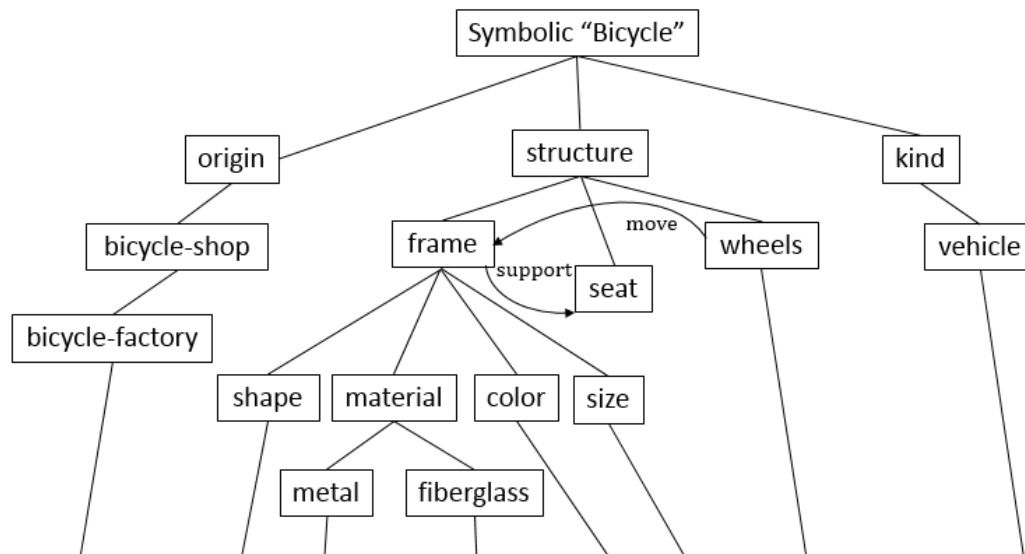 Symbolic “Bicycle”
origin
structure
kind
bicycle-shop
frame
move
wheels
vehicle
support
seat
bicycle-factory
shape
material
color
size
metal
fiberglass